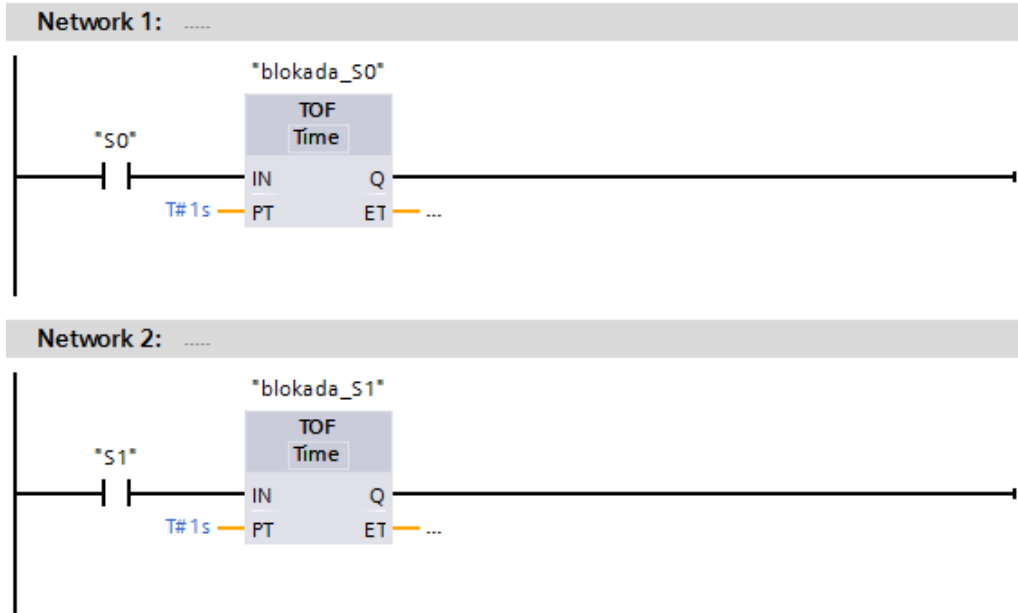 Network 1: .....
"blokada_S0"
TOF
Time
"S0"
IN Q
T#1s PT ET ...
Network 2: .....
"blokada_S1"
TOF
Time
"S1"
IN Q
T#1s PT ET ...